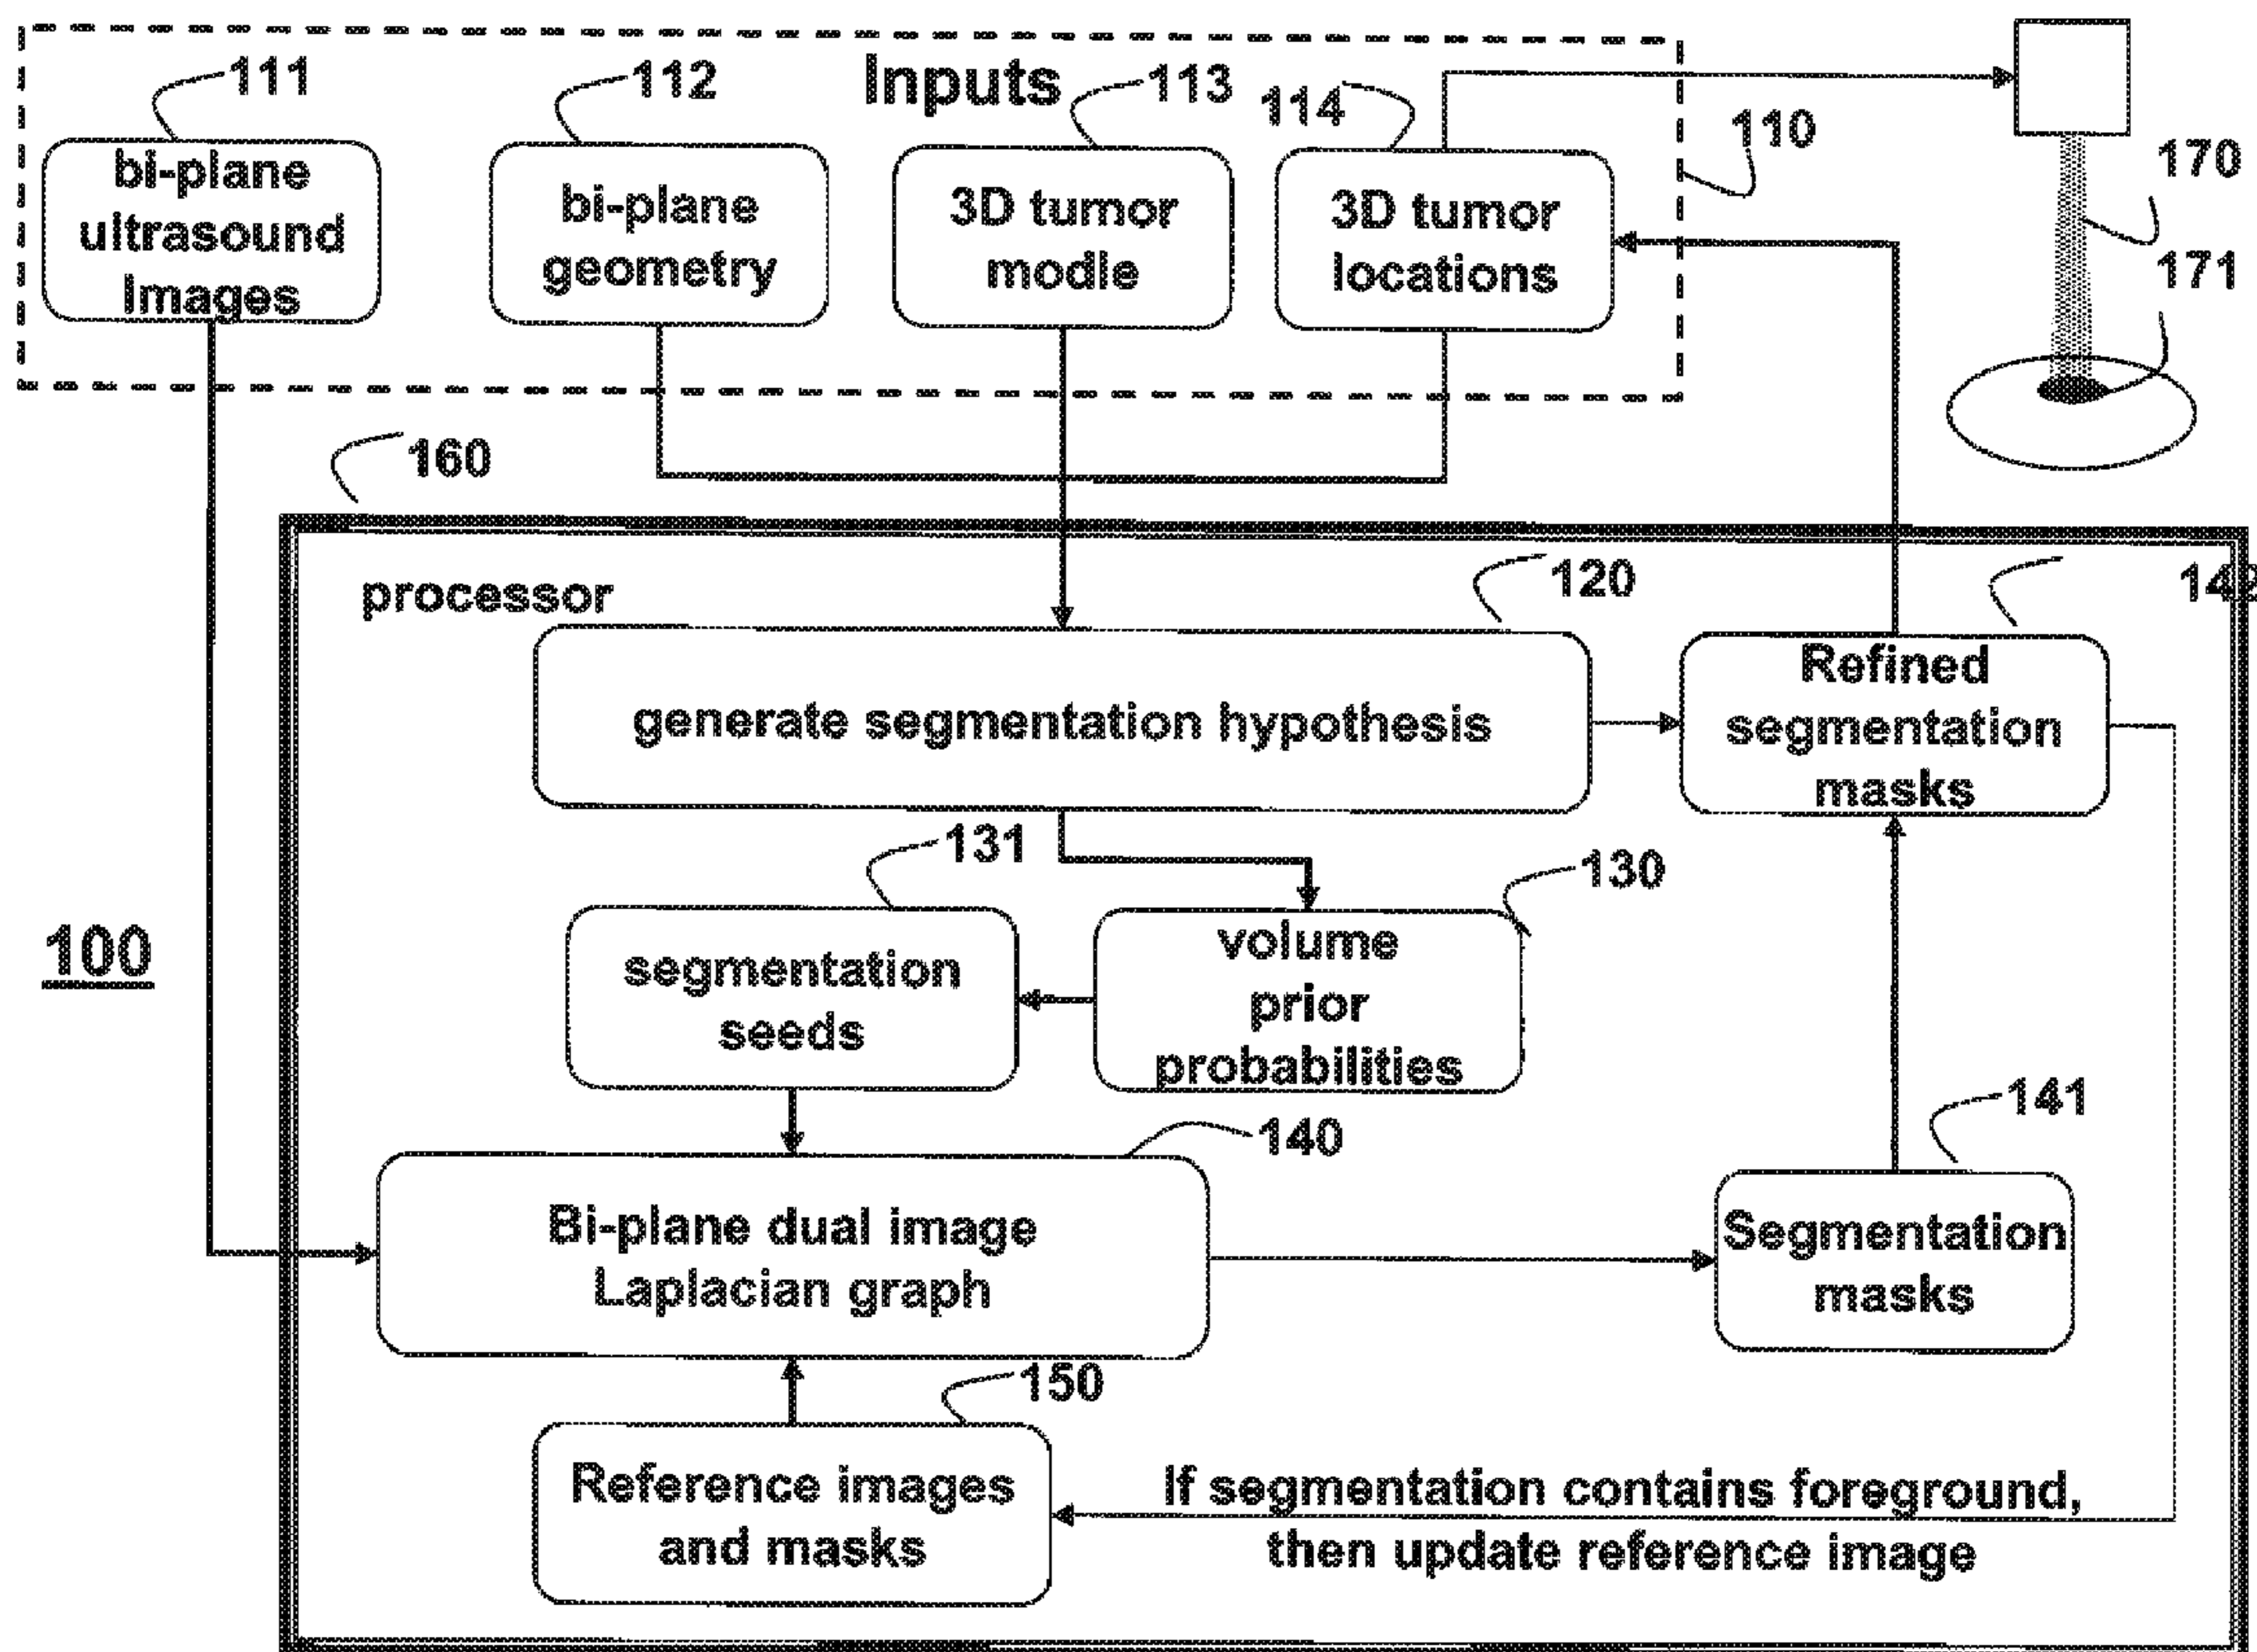 Inputs
111
112
113
114
110
bi-plane
ultrasound
Images
bi-plane
geometry
3D tumor
modle
3D tumor
locations
170
171
160
processor
120
142
generate segmentation hypothesis
Refined
segmentation
masks
131
130
segmentation
seeds
volume
prior
probabilities
100
140
141
Bi-plane dual image
Laplacian graph
Segmentation
masks
150
Reference images
and masks
If segmentation contains foreground,
then update reference image